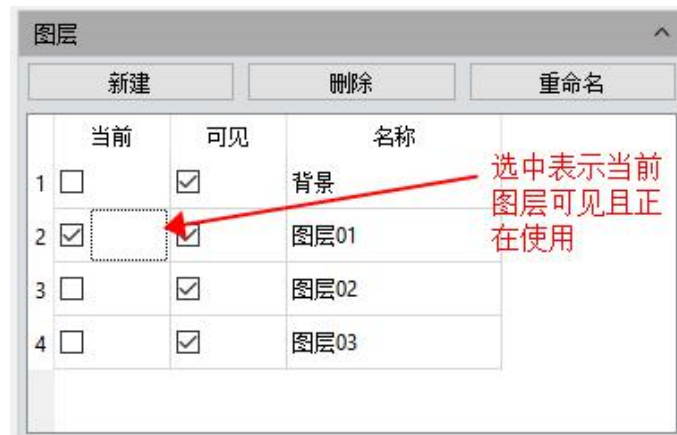 图层
新建 删除 重命名
当前 可见 名称
1 背景
2 图层01
3 图层02
4 图层03
选中表示当前
图层可见且正
在使用